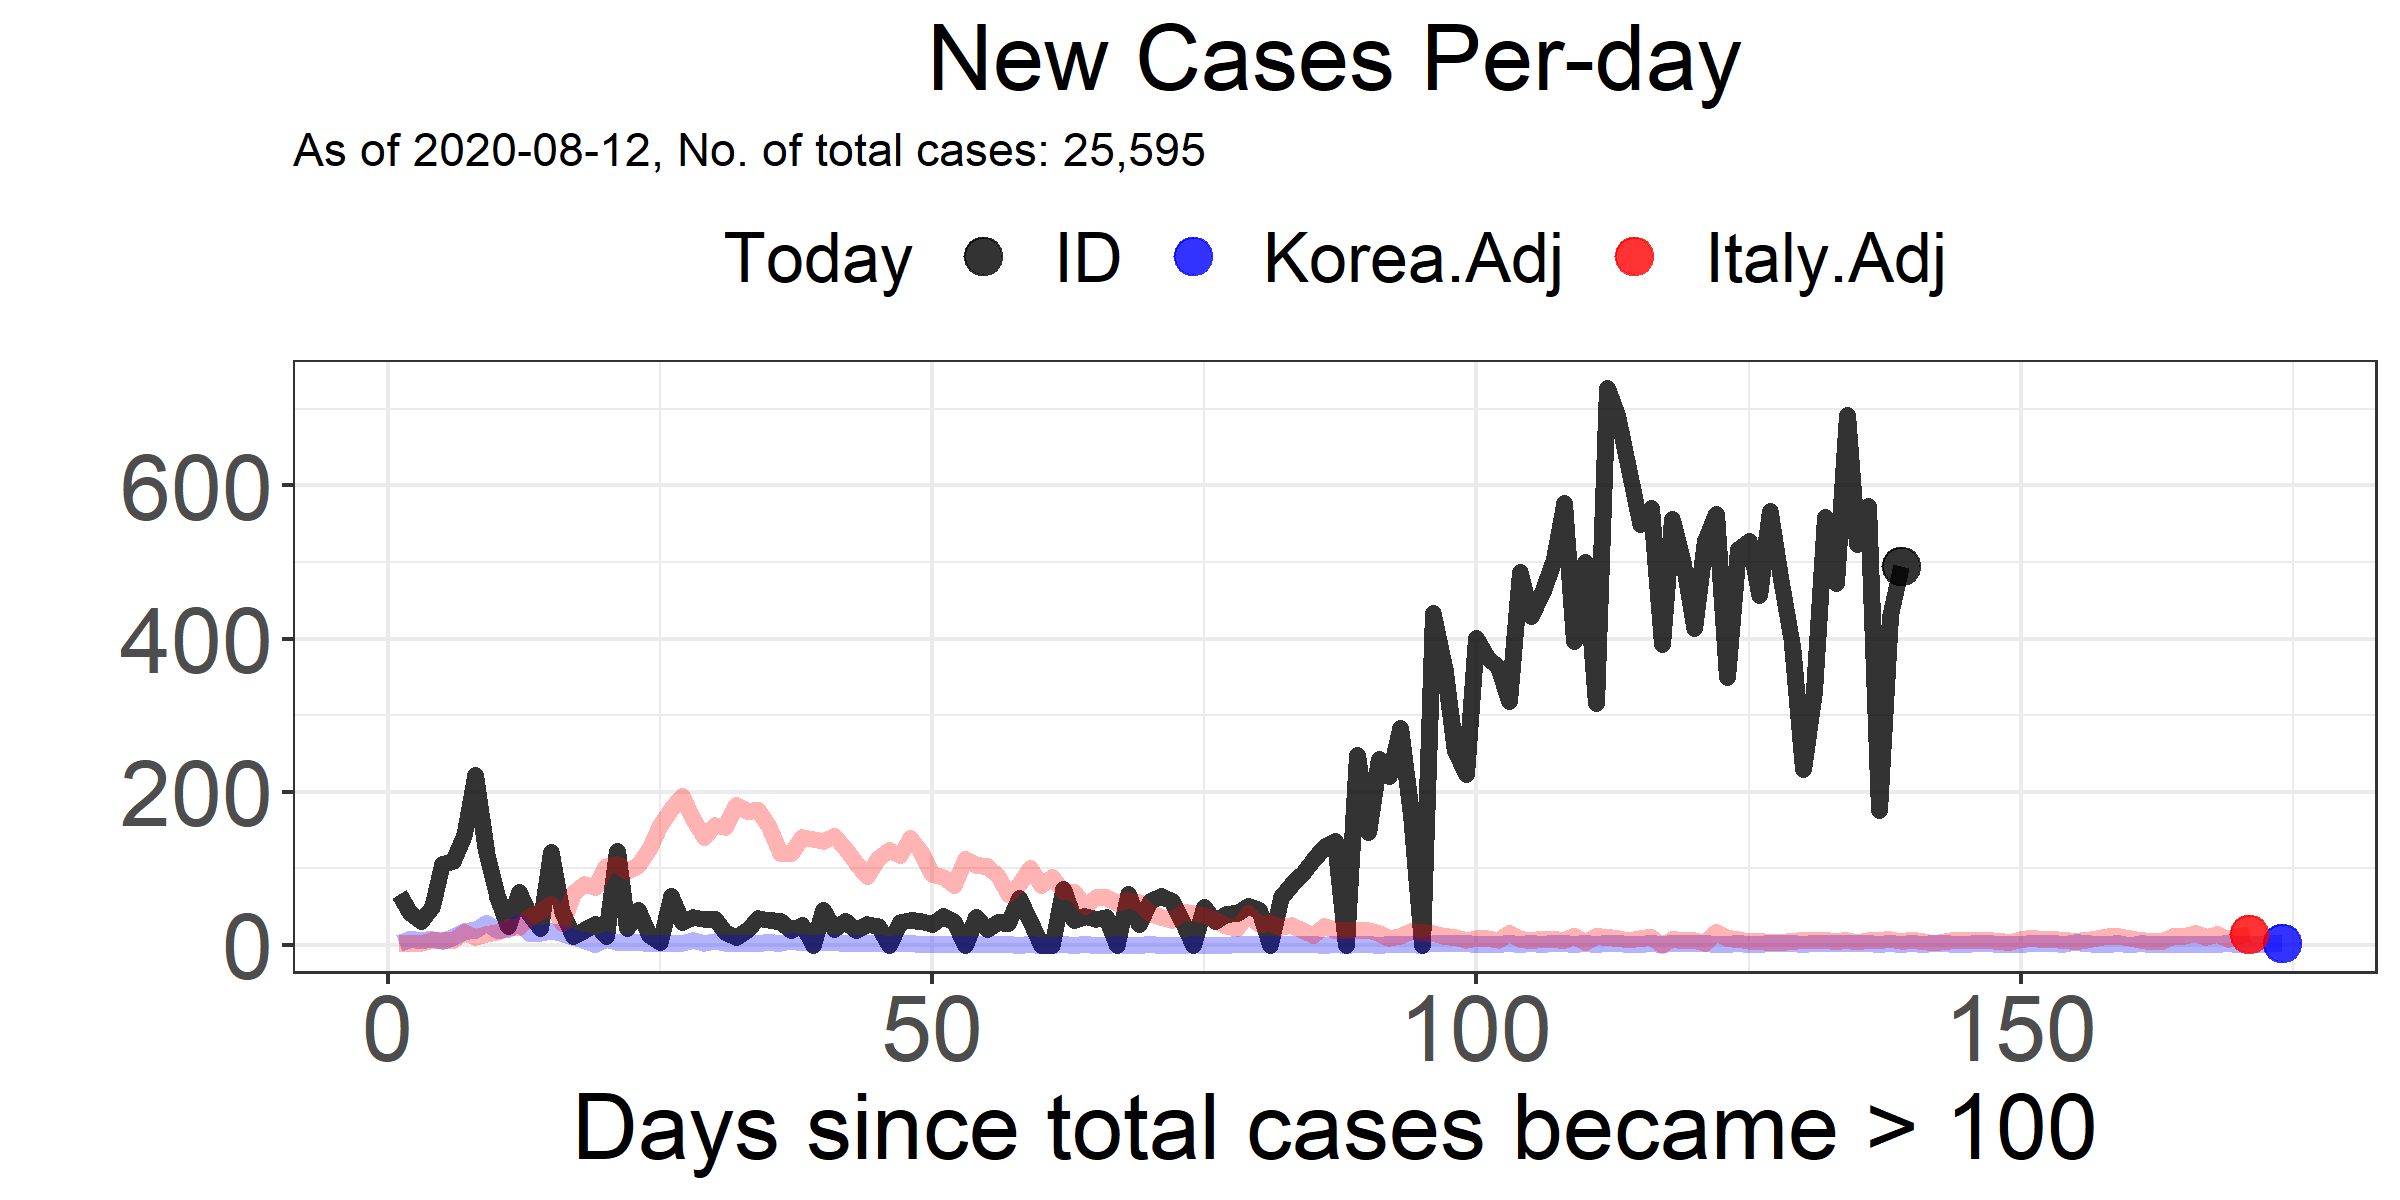 New Cases Per-day
As of 2020-08-12, No. of total cases: 25,595
Today ID Korea.Adj Italy.Adj
600
400
200
0
0 50 100 150
Days since total cases became > 100